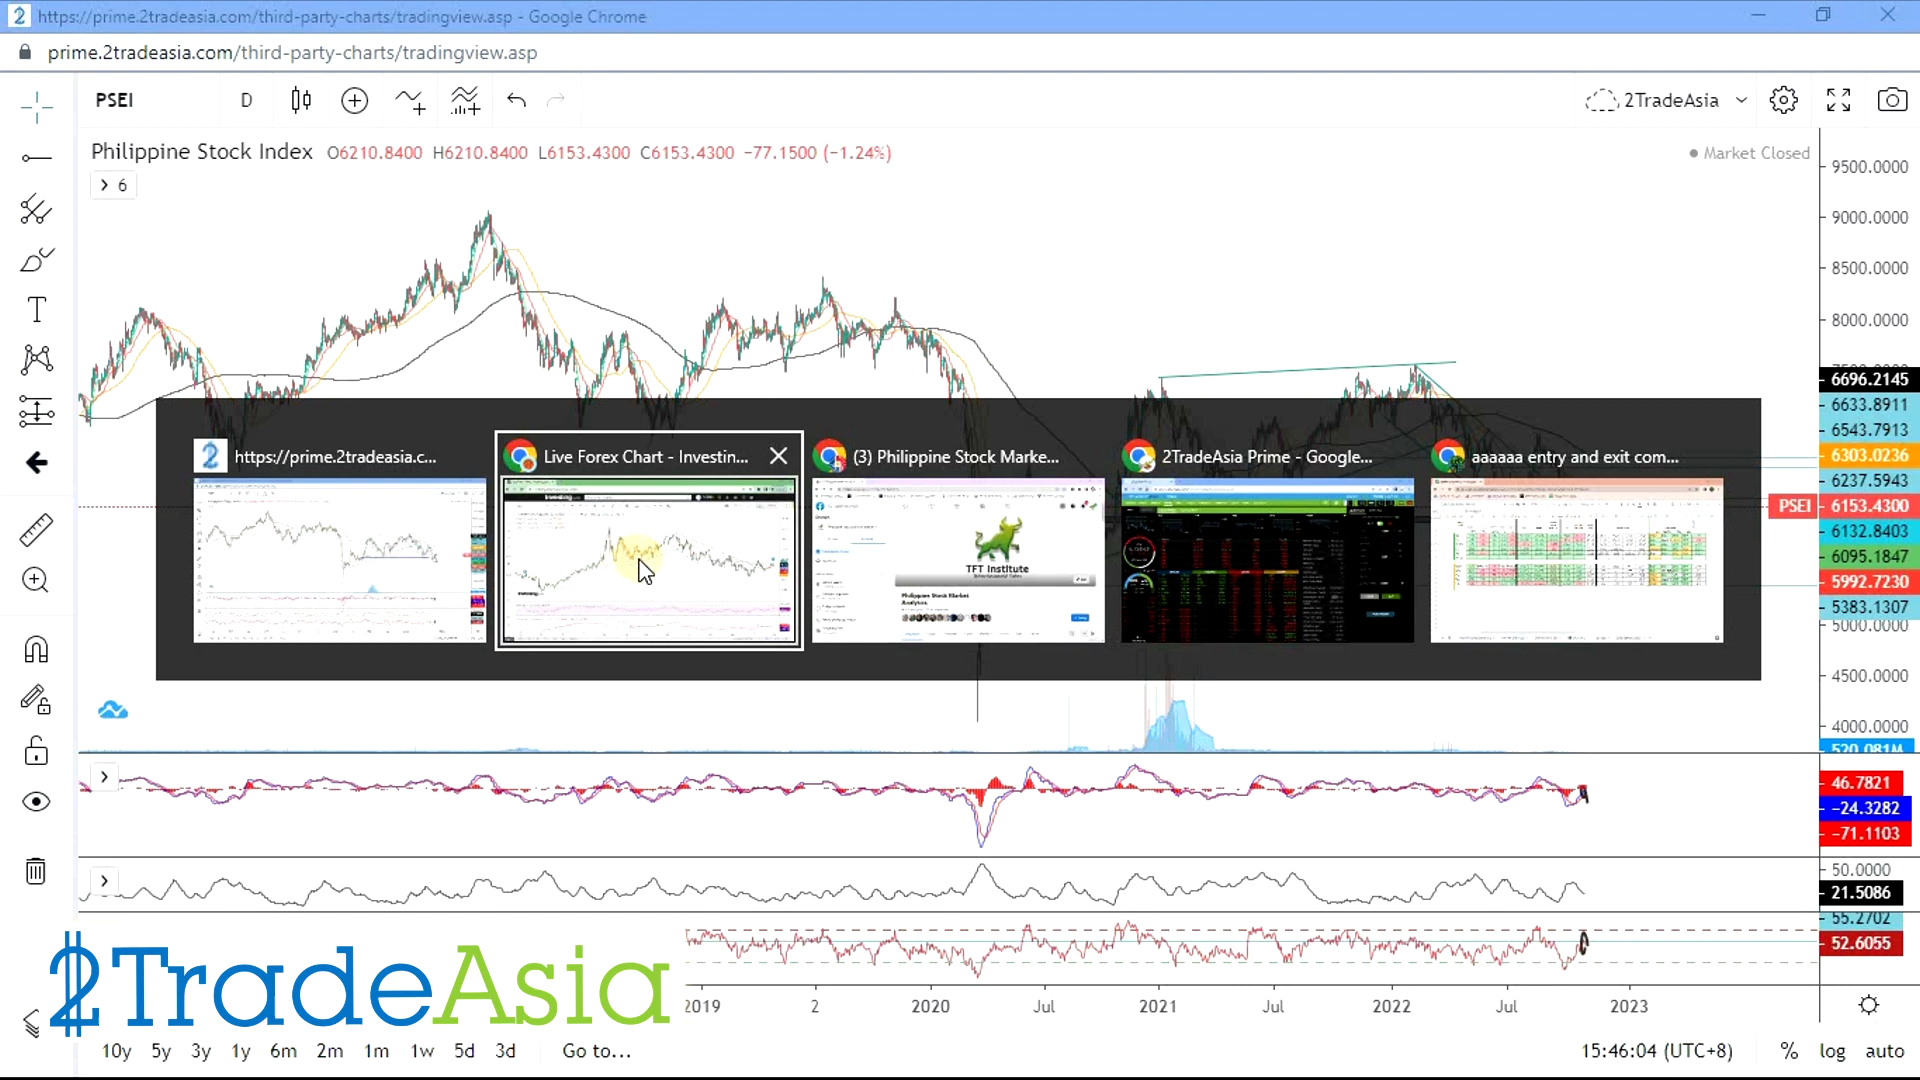 https://prime.2tradeasia.com/third-party-charts/tradingview.asp - Google Chrome
prime.2tradeasia.com/third-party-charts/tradingview.asp
PSEI D 2TradeAsia
Philippine Stock Index O6210.8400 H6210.8400 L6153.4300 C6153.4300 −77.1500 (−1.24%) Market Closed
6
9500.0000
9000.0000
8500.0000
8000.0000
6696.2145
6633.8911
6543.7913
6303.0236
6237.5943
PSEI 6153.4300
6132.8403
6095.1847
5992.7230
5383.1307
5000.0000
4500.0000
4000.0000
520.081M
https://prime.2tradeasia.c...
Live Forex Chart - Investin...
(3) Philippine Stock Marke...
2TradeAsia Prime - Google...
aaaaaa entry and exit com...
TFT Institute
Philippine Stock Market
Analytics
46.7821
−24.3282
−71.1103
50.0000
21.5086
55.2702
52.6055
2TradeAsia
2019 2 2020 Jul 2021 Jul 2022 Jul 2023
10y 5y 3y 1y 6m 2m 1m 1w 5d 3d Go to... 15:46:04 (UTC+8) % log auto